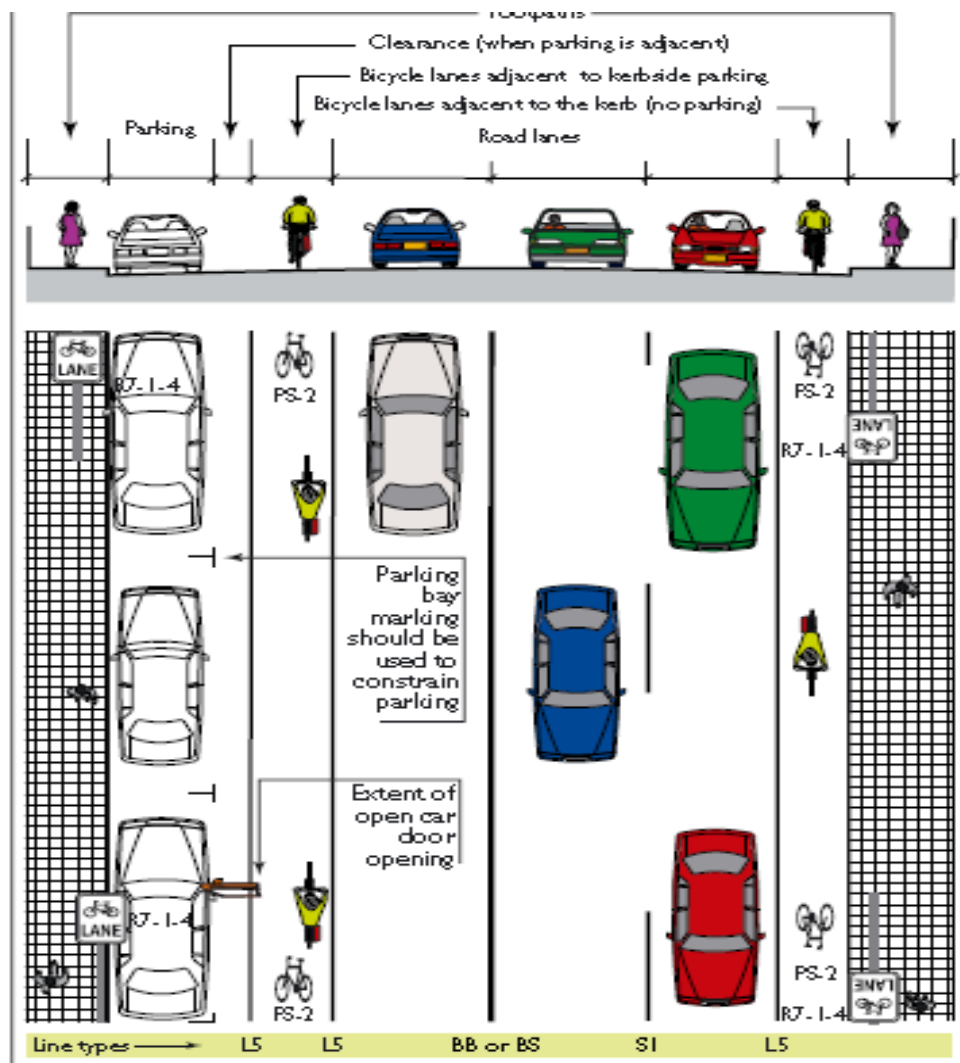 Footpaths
Clearance (when parking is adjacent)
Bicycle lanes adjacent to kerbside parking
Bicycle lanes adjacent to the kerb (no parking)
Parking
Road lanes
LANE
R7-1-4
PS-2
PS-2
LANE
R7-1-4
Parking
bay
marking
should be
used to
constrain
parking
Extent of
open car
door
opening
LANE
R7-1-4
PS-2
PS-2
R7-1-4
LANE
Line types
L5
L5
BB or BS
S1
L5